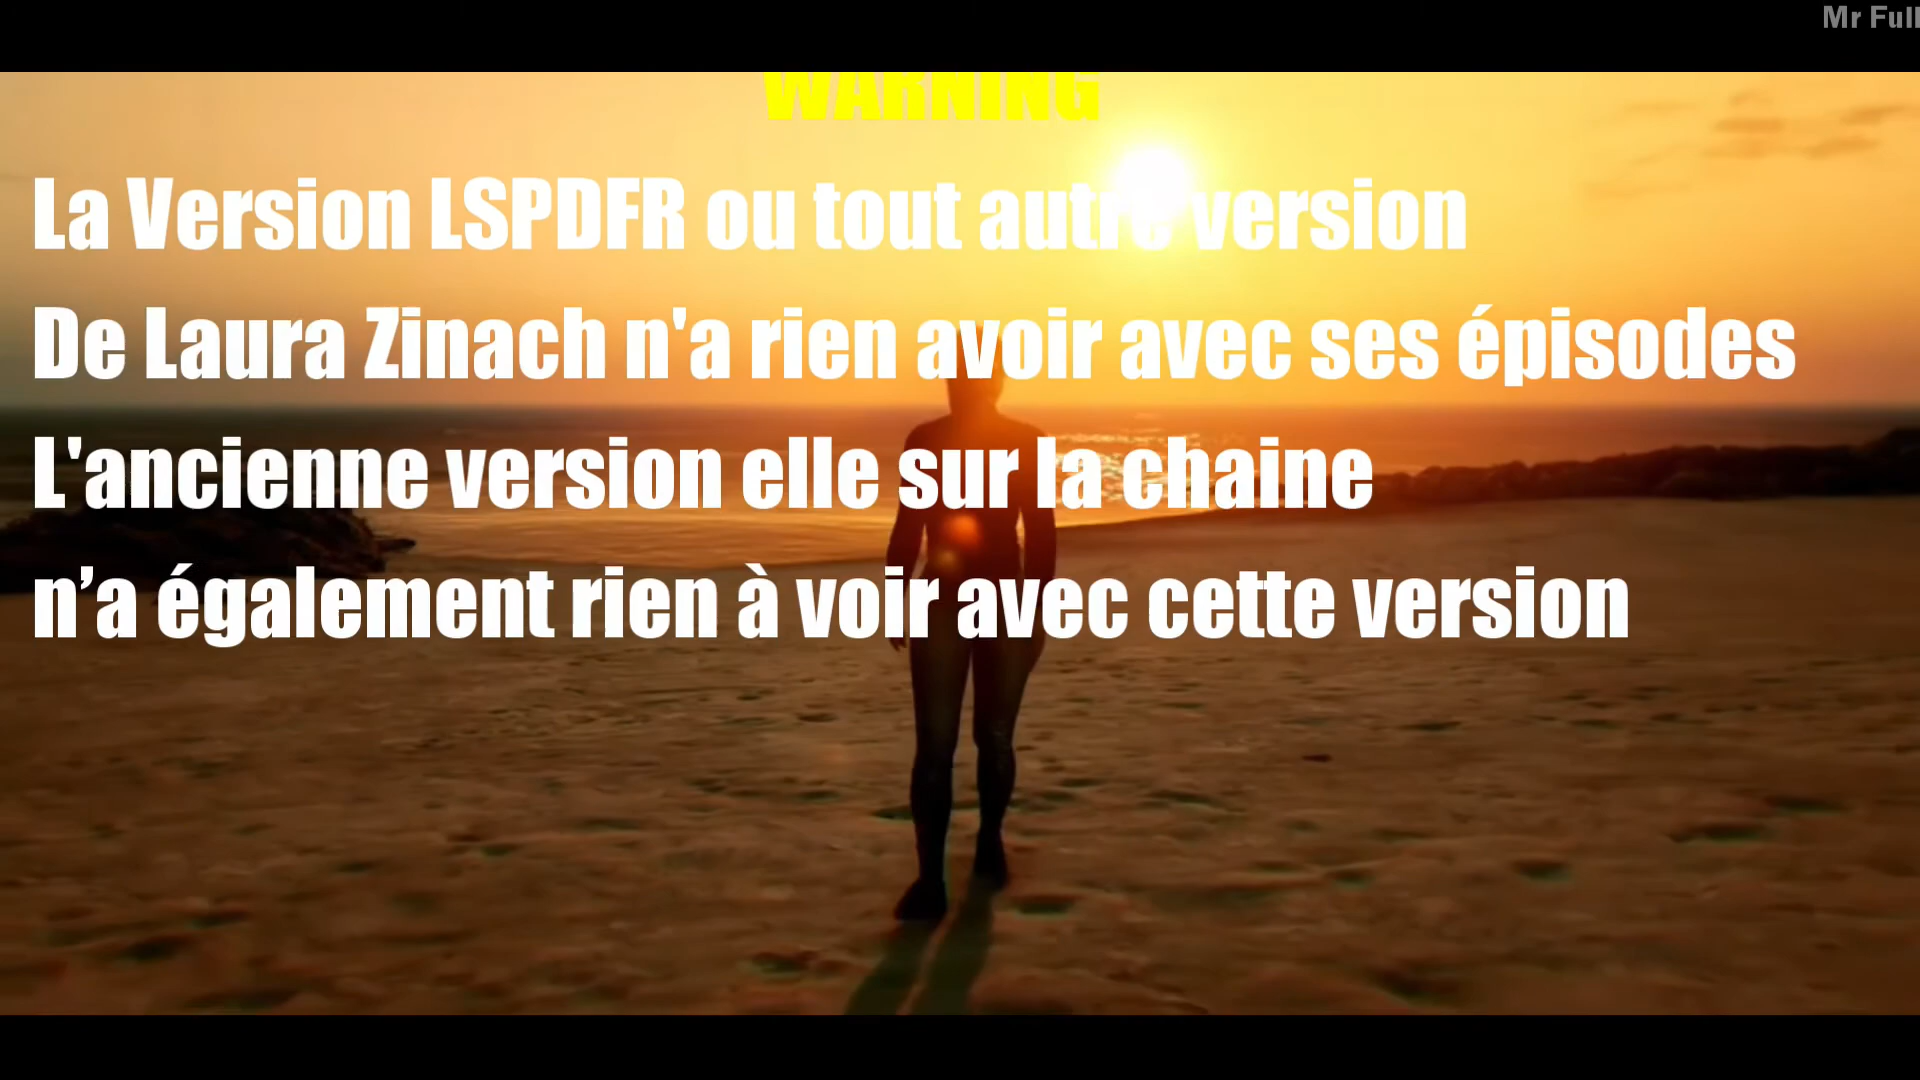 Mr Full
WARNING
La Version LSPDFR ou tout autre version
De Laura Zinach n'a rien avoir avec ses épisodes
L'ancienne version elle sur la chaine
n’a également rien à voir avec cette version